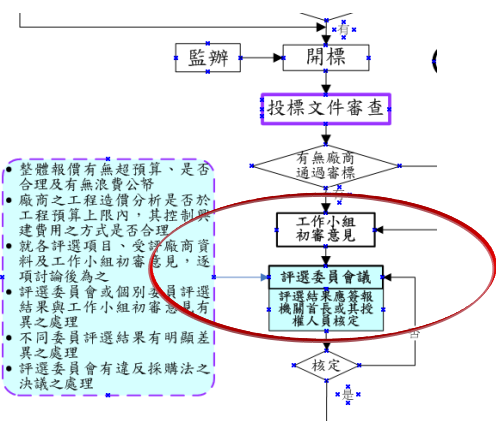 有
監辦
開標
投標文件審查
有無廠商
通過審標
有
工作小組
初審意見
評選委員會議
評選結果應簽報
機關首長或其授
權人員核定
否
核定
是
• 整體報價有無超預算、是否
合理及有無浪費公帑
• 廠商之工程造價分析是否於
工程預算上限內，其控制興
建費用之方式是否合理
• 就各評選項目、受評廠商資
料及工作小組初審意見，逐
項討論後為之
• 評選委員會或個別委員評選
結果與工作小組初審意見有
異之處理
• 不同委員評選結果有明顯差
異之處理
• 評選委員會有違反採購法之
決議之處理